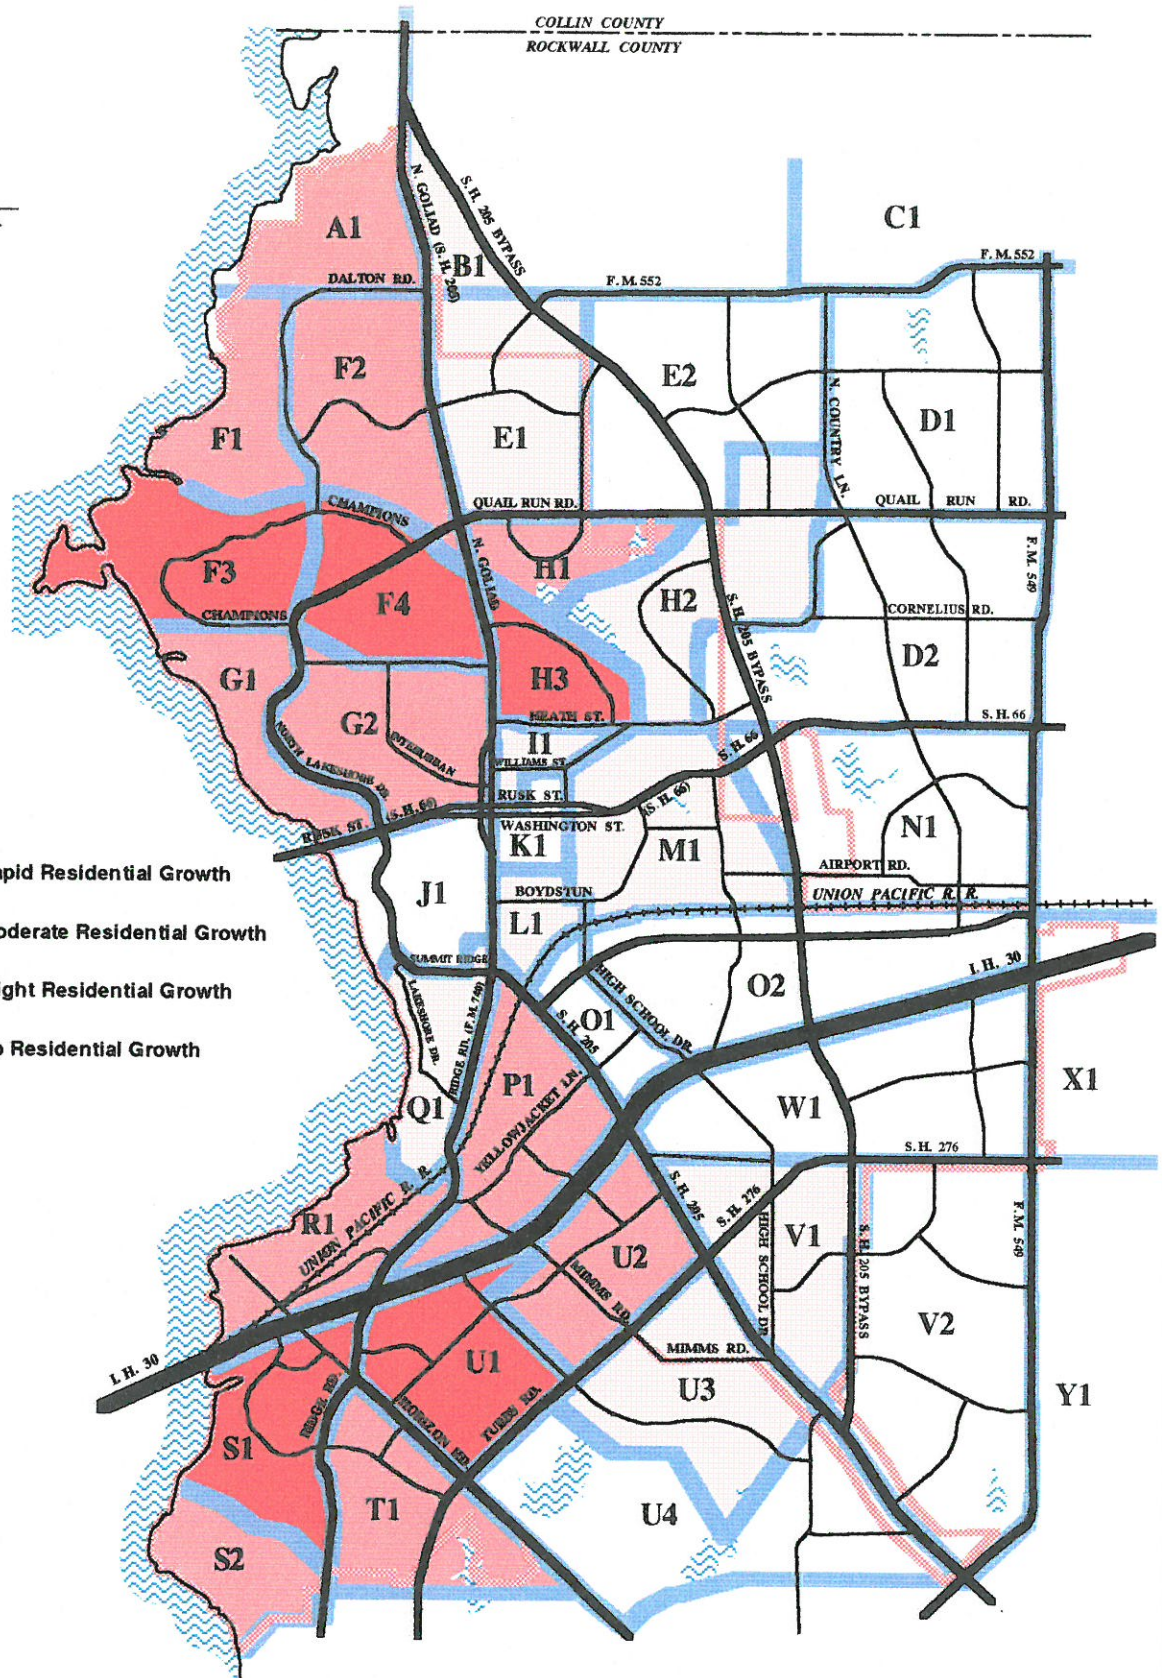 COLLIN COUNTY
ROCKWALL COUNTY
C1
A1
N. GOLIAD (S. H. 205)
S. H. 205 BYPASS
B1
F. M. 552
DALTON RD.
F. M. 552
F2
E2
N. COUNTRY LN.
D1
F1
E1
CHAMPIONS
QUAIL RUN RD.
QUAIL RUN RD.
F3
N. GOLIAD
H1
F. M. 549
F4
H2
CHAMPIONS
S. H. 205 BYPASS
CORNELIUS RD.
D2
G1
H3
G2
HEATH ST.
S. H. 66
I1
INTERURBAN
S. H. 66
NORTH LAKESHORE DR.
WILLIAMS ST.
RUSK ST.
RUSK ST. (S. H. 66)
(S. H. 66)
WASHINGTON ST.
K1
M1
N1
AIRPORT RD.
pid Residential Growth
J1
BOYDSTUN
UNION PACIFIC R. R.
L1
oderate Residential Growth
SUMMIT RIDGE
I. H. 30
HIGH SCHOOL DR.
O2
ight Residential Growth
LAKESHORE DR.
RIDGE RD. (F. M. 740)
S. H. 205
O1
o Residential Growth
P1
X1
Q1
YELLOWJACKET LN.
W1
S. H. 276
R1
UNION PACIFIC R. R.
S. H. 205
S. H. 276
HIGH SCHOOL DR.
V1
S. H. 205 BYPASS
F. M. 549
U2
MIMMS RD.
V2
I. H. 30
MIMMS RD.
U1
U3
Y1
RIDGE RD.
HORIZON RD.
TUBBS RD.
S1
T1
U4
S2